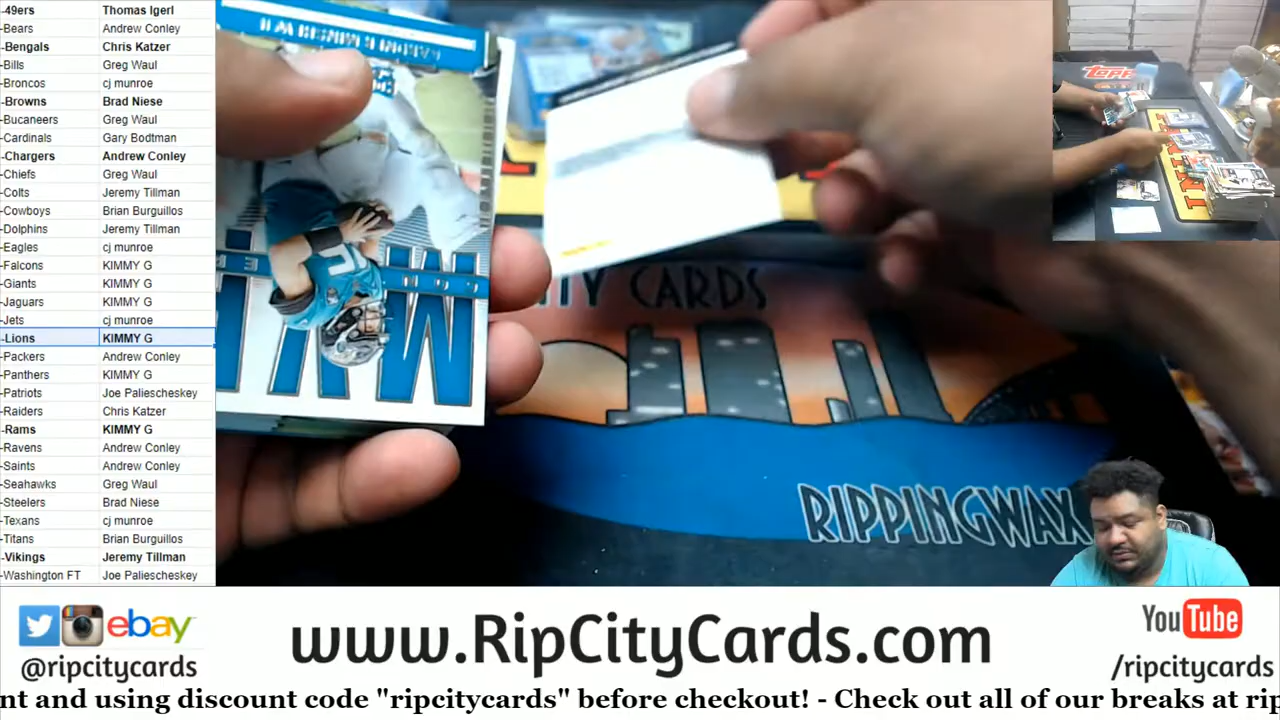 -49ers Thomas Igerl
-Bears Andrew Conley
-Bengals Chris Katzer
-Bills Greg Waul
-Broncos cj munroe
-Browns Brad Niese
-Bucaneers Greg Waul
-Cardinals Gary Bodtman
-Chargers Andrew Conley
-Chiefs Greg Waul
-Colts Jeremy Tillman
-Cowboys Brian Burguillos
-Dolphins Jeremy Tillman
-Eagles cj munroe
-Falcons KIMMY G
-Giants KIMMY G
-Jaguars KIMMY G
-Jets cj munroe
-Lions KIMMY G
-Packers Andrew Conley
-Panthers KIMMY G
-Patriots Joe Paliescheskey
-Raiders Chris Katzer
-Rams KIMMY G
-Ravens Andrew Conley
-Saints Andrew Conley
-Seahawks Greg Waul
-Steelers Brad Niese
-Texans cj munroe
-Titans Brian Burguillos
-Vikings Jeremy Tillman
-Washington FT Joe Paliescheskey
TOPPS
CITY CARDS
RIPPINGWAX
ebay
@ripcitycards
www.RipCityCards.com
YouTube
/ripcitycards
nt and using discount code "ripcitycards" before checkout! - Check out all of our breaks at rip